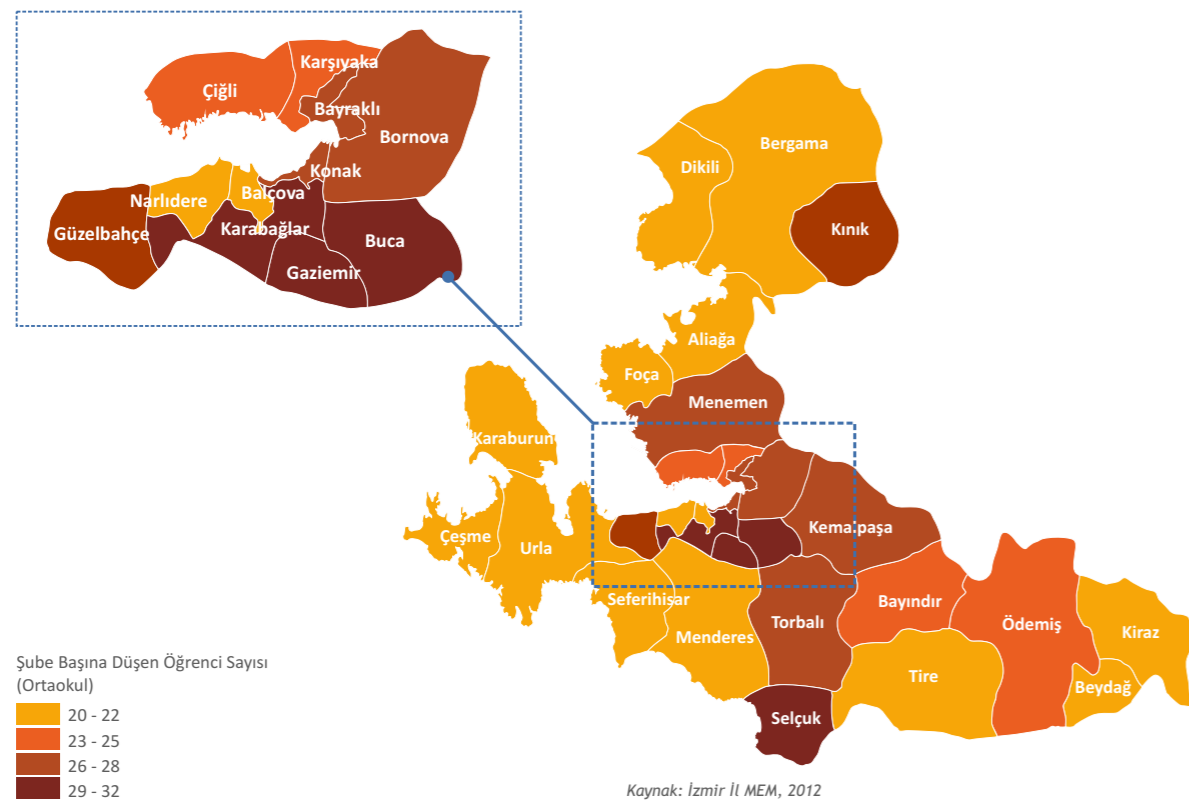 Karşıyaka
Çiğli
Bayraklı
Bornova
Konak
Narlıdere
Balçova
Güzelbahçe
Karabağlar
Buca
Gaziemir
Bergama
Dikili
Kınık
Aliağa
Foça
Menemen
Karaburun
Çeşme
Urla
Kemalpaşa
Seferihisar
Menderes
Torbalı
Bayındır
Ödemiş
Kiraz
Tire
Beydağ
Selçuk
Şube Başına Düşen Öğrenci Sayısı
(Ortaokul)
20 - 22
23 - 25
26 - 28
29 - 32
Kaynak: İzmir İl MEM, 2012